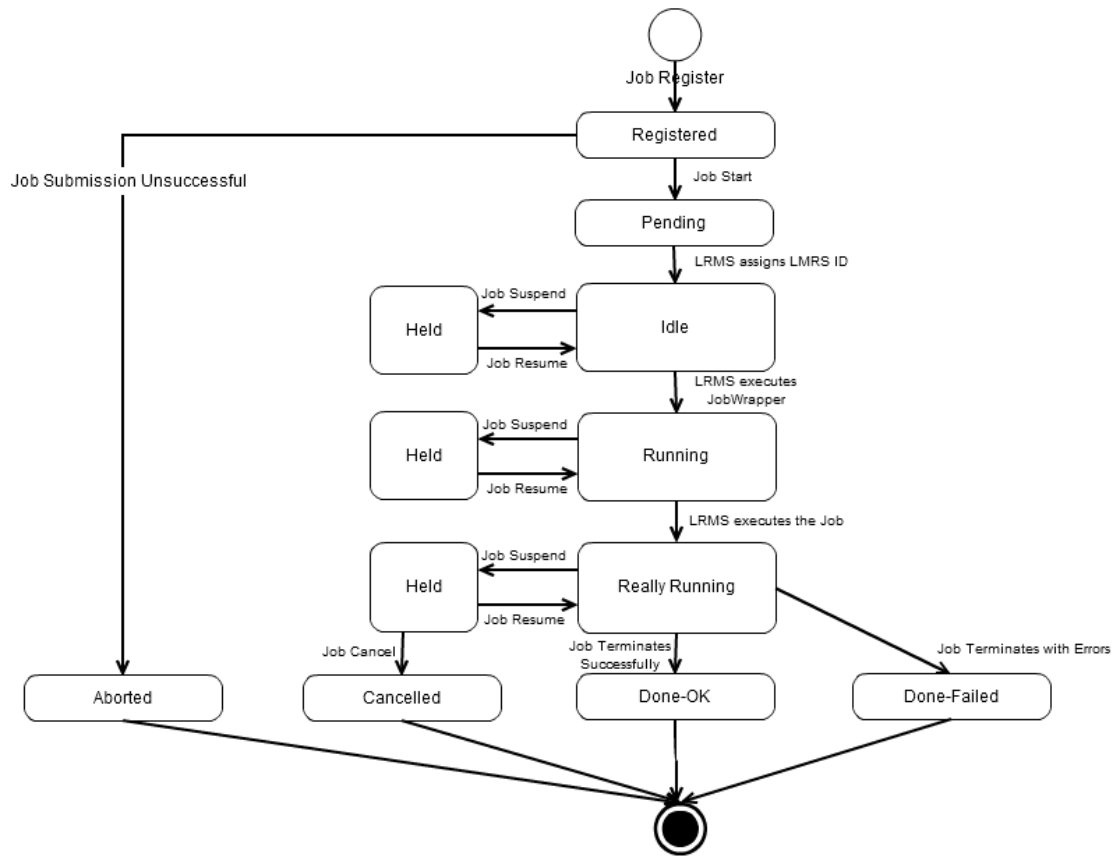 Job Register
Registered
Job Submission Unsuccessful
Job Start
Pending
LRMS assigns LMRS ID
Job Suspend
Held
Idle
Job Resume
LRMS executes
JobWrapper
Job Suspend
Held
Running
Job Resume
LRMS executes the Job
Job Suspend
Held
Really Running
Job Resume
Job Cancel
Job Terminates
Successfully
Job Terminates with Errors
Aborted
Cancelled
Done-OK
Done-Failed